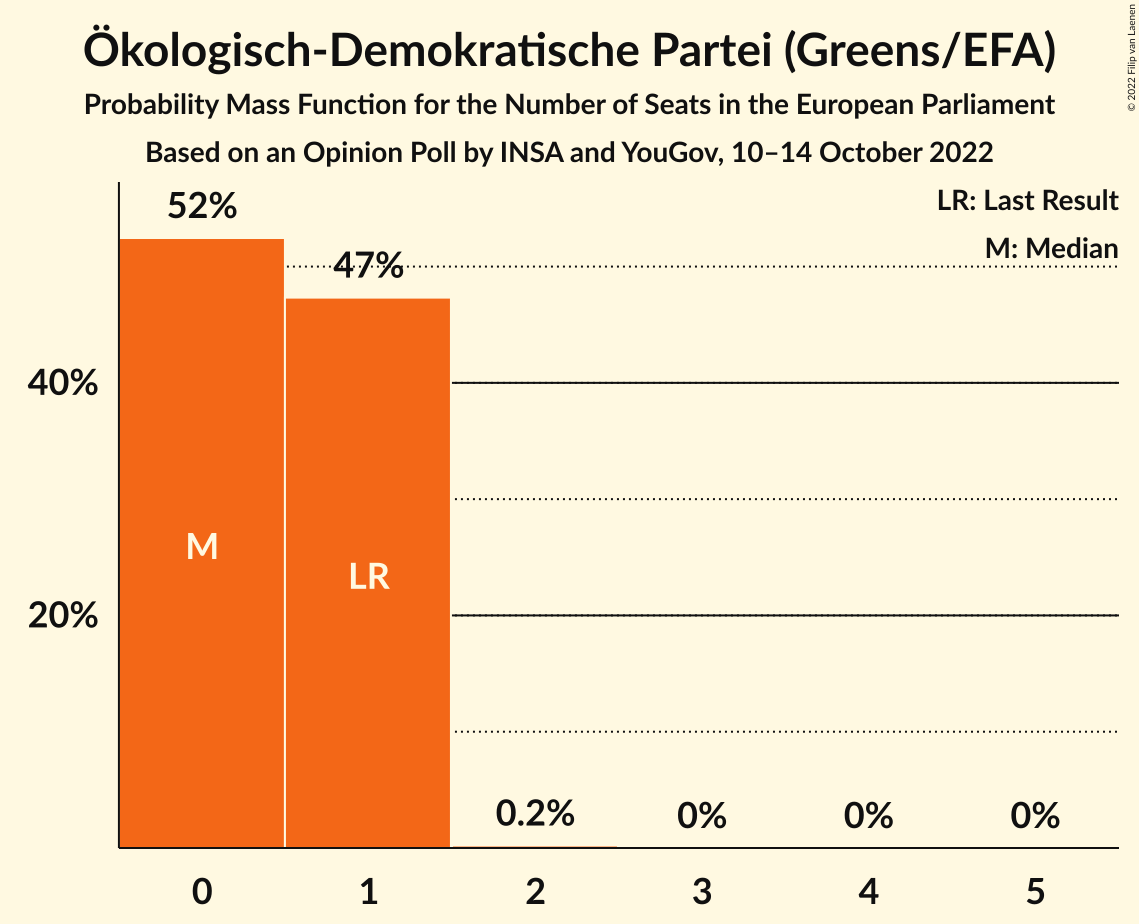 Ökologisch-Demokratische Partei (Greens/EFA)
Probability Mass Function for the Number of Seats in the European Parliament
Based on an Opinion Poll by INSA and YouGov, 10–14 October 2022
© 2022 Filip van Laenen
LR: Last Result
M: Median
52%
47%
40%
20%
M
LR
0.2%
0%
0%
0%
0
1
2
3
4
5